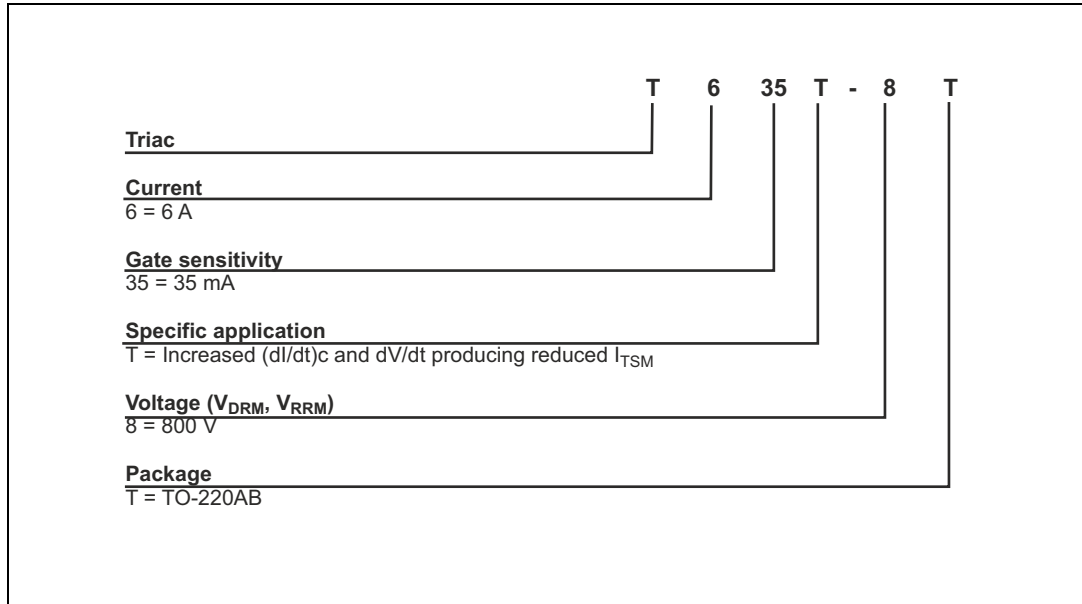 T 6 35 T - 8 T
Triac
Current
6 = 6 A
Gate sensitivity
35 = 35 mA
Specific application
T = Increased (dI/dt)c and dV/dt producing reduced ITSM
Voltage (VDRM, VRRM)
8 = 800 V
Package
T = TO-220AB